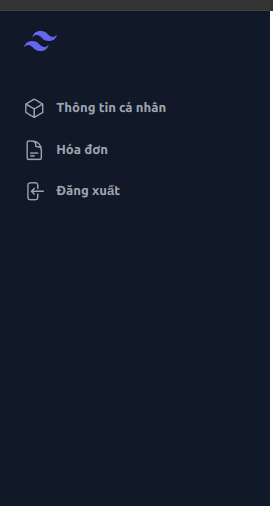 Thông tin cá nhân
Hóa đơn
Đăng xuất